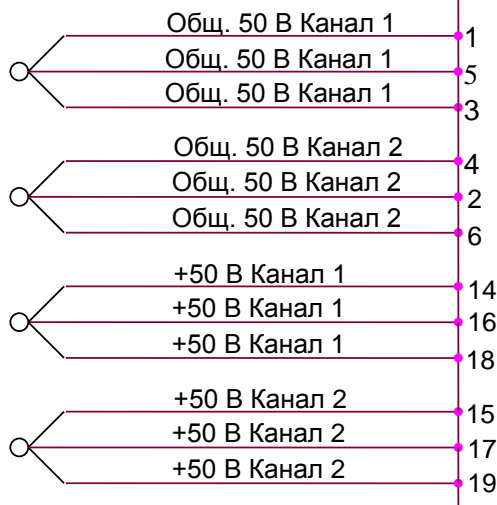 Общ. 50 В Канал 1 1
Общ. 50 В Канал 1 5
Общ. 50 В Канал 1 3
Общ. 50 В Канал 2 4
Общ. 50 В Канал 2 2
Общ. 50 В Канал 2 6
+50 В Канал 1 14
+50 В Канал 1 16
+50 В Канал 1 18
+50 В Канал 2 15
+50 В Канал 2 17
+50 В Канал 2 19